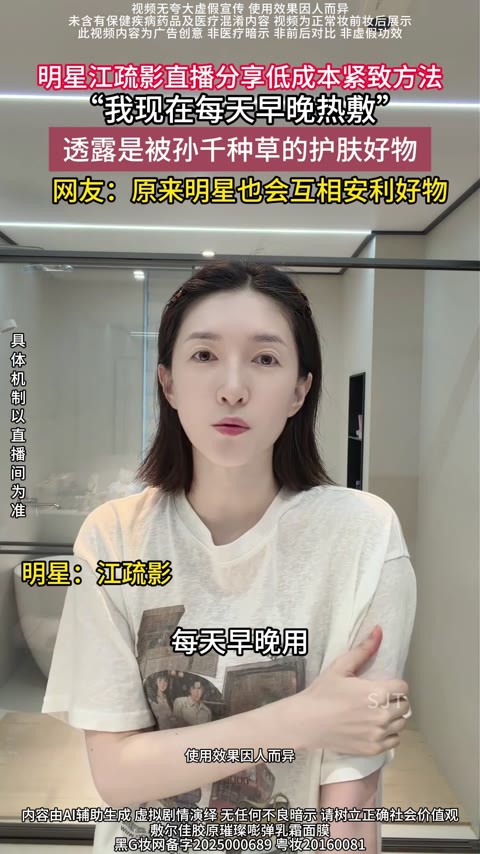 视频无夸大虚假宣传 使用效果因人而异
未含有保健疾病药品及医疗混淆内容 视频为正常妆前妆后展示
此视频内容为广告创意 非医疗暗示 非前后对比 非虚假功效
明星江疏影直播分享低成本紧致方法
“我现在每天早晚热敷”
透露是被孙千种草的护肤好物
网友：原来明星也会互相安利好物
具体机制以直播间为准
明星：江疏影
每天早晚用
SJT
使用效果因人而异
内容由AI辅助生成 虚拟剧情演绎 无任何不良暗示 请树立正确社会价值观
敷尔佳胶原璀璨嘭弹乳霜面膜
黑G妆网备字2025000689 粤妆20160081